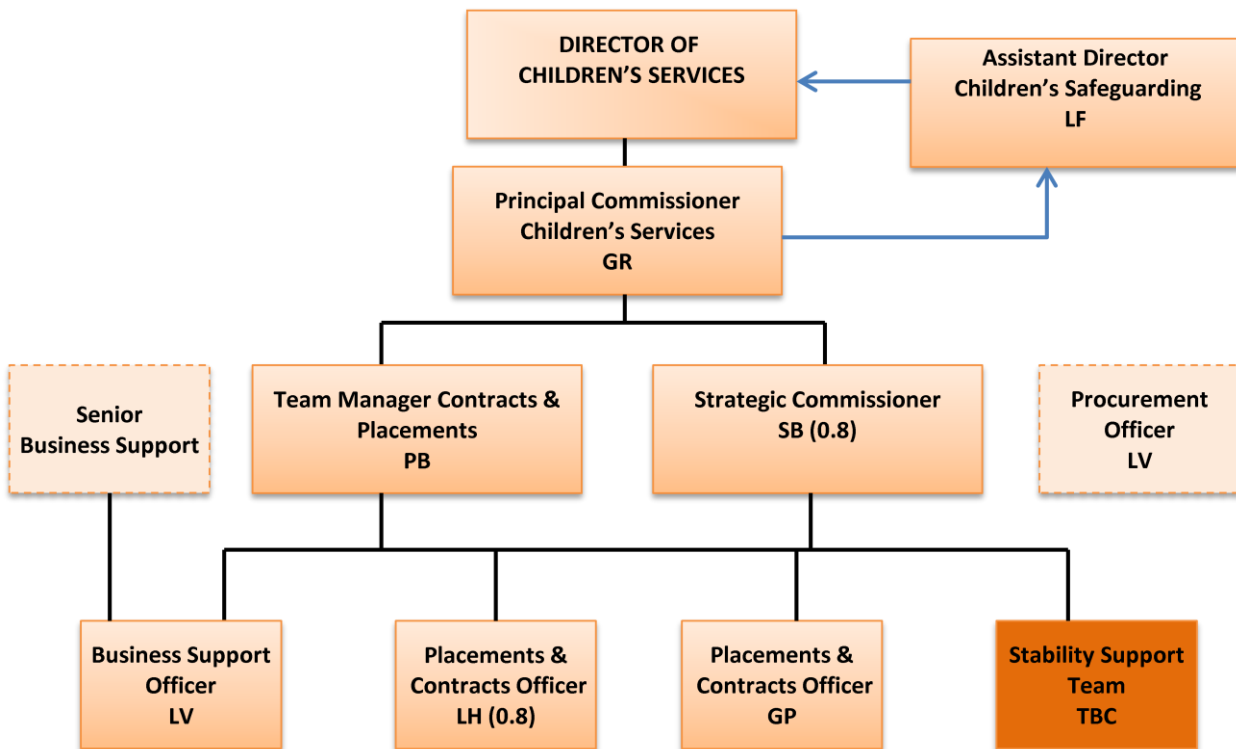 DIRECTOR OF
CHILDREN’S SERVICES
Assistant Director
Children’s Safeguarding
LF
Principal Commissioner
Children’s Services
GR
Senior
Business Support
Team Manager Contracts &
Placements
PB
Strategic Commissioner
SB (0.8)
Procurement
Officer
LV
Business Support
Officer
LV
Placements &
Contracts Officer
LH (0.8)
Placements &
Contracts Officer
GP
Stability Support
Team
TBC